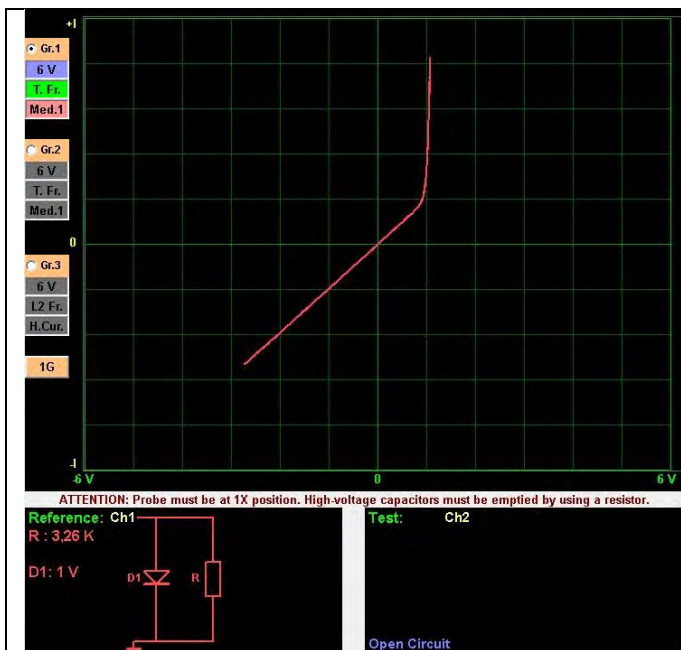 +I
Gr.1
6 V
T. Fr.
Med.1
Gr.2
6 V
T. Fr.
Med.1
0
Gr.3
6 V
L2 Fr.
H.Cur.
1G
-I
-6 V
0
6 V
ATTENTION: Probe must be at 1X position. High-voltage capacitors must be emptied by using a resistor.
Reference: Ch1
R : 3,26 K
D1: 1 V
D1
R
Test: Ch2
Open Circuit